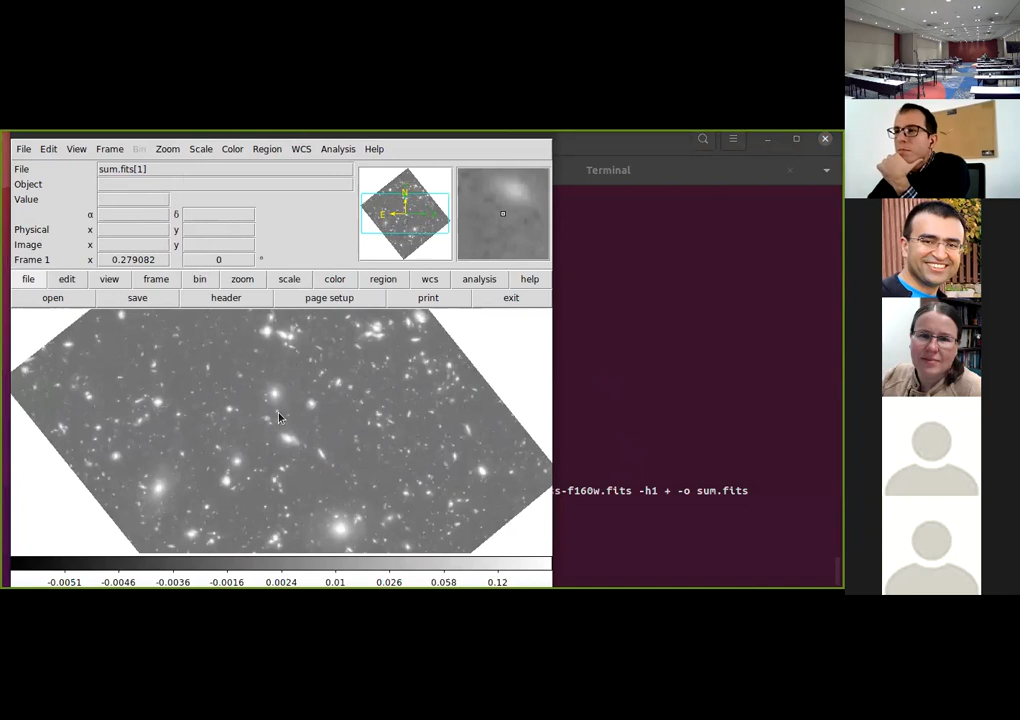 File Edit View Frame Bin Zoom Scale Color Region WCS Analysis Help
Terminal
File sum.fits[1]
Object
Value
α δ
Physical x y
Image x y
Frame 1 x 0.279082 0 °
N
E
file edit view frame bin zoom scale color region wcs analysis help
open save header page setup print exit
s-f160w.fits -h1 + -o sum.fits
-0.0051 -0.0046 -0.0036 -0.0016 0.0024 0.01 0.026 0.058 0.12